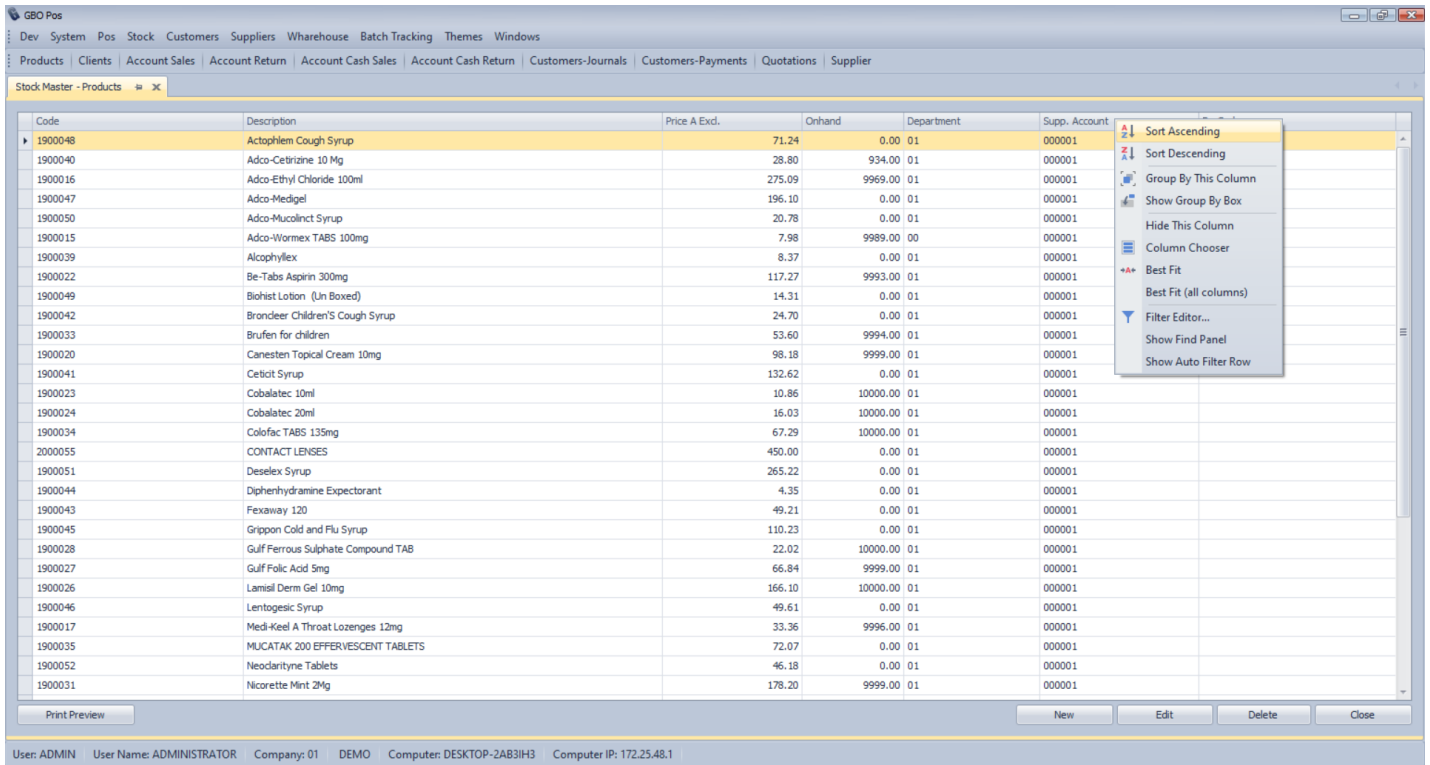 GBO Pos
Dev System Pos Stock Customers Suppliers Wharehouse Batch Tracking Themes Windows
Products Clients Account Sales Account Return Account Cash Sales Account Cash Return Customers-Journals Customers-Payments Quotations Supplier
Stock Master - Products
Code Description Price A Excl. Onhand Department Supp. Account
1900048 Actophlem Cough Syrup 71.24 0.00 01 000001
1900040 Adco-Cetirizine 10 Mg 28.80 934.00 01 000001
1900016 Adco-Ethyl Chloride 100ml 275.09 9969.00 01 000001
1900047 Adco-Medigel 196.10 0.00 01 000001
1900050 Adco-Mucolinct Syrup 20.78 0.00 01 000001
1900015 Adco-Wormex TABS 100mg 7.98 9989.00 00 000001
1900039 Alcophyllex 8.37 0.00 01 000001
1900022 Be-Tabs Aspirin 300mg 117.27 9993.00 01 000001
1900049 Biohist Lotion (Un Boxed) 14.31 0.00 01 000001
1900042 Broncleer Children'S Cough Syrup 24.70 0.00 01 000001
1900033 Brufen for children 53.60 9994.00 01 000001
1900020 Canesten Topical Cream 10mg 98.18 9999.00 01 000001
1900041 Ceticit Syrup 132.62 0.00 01 000001
1900023 Cobalatec 10ml 10.86 10000.00 01 000001
1900024 Cobalatec 20ml 16.03 10000.00 01 000001
1900034 Colofac TABS 135mg 67.29 10000.00 01 000001
2000055 CONTACT LENSES 450.00 0.00 01 000001
1900051 Deselex Syrup 265.22 0.00 01 000001
1900044 Diphenhydramine Expectorant 4.35 0.00 01 000001
1900043 Fexaway 120 49.21 0.00 01 000001
1900045 Grippon Cold and Flu Syrup 110.23 0.00 01 000001
1900028 Gulf Ferrous Sulphate Compound TAB 22.02 10000.00 01 000001
1900027 Gulf Folic Acid 5mg 66.84 9999.00 01 000001
1900026 Lamisil Derm Gel 10mg 166.10 10000.00 01 000001
1900046 Lentogesic Syrup 49.61 0.00 01 000001
1900017 Medi-Keel A Throat Lozenges 12mg 33.36 9996.00 01 000001
1900035 MUCATAK 200 EFFERVESCENT TABLETS 72.07 0.00 01 000001
1900052 Neoclarityne Tablets 46.18 0.00 01 000001
1900031 Nicorette Mint 2Mg 178.20 9999.00 01 000001
Sort Ascending
Sort Descending
Group By This Column
Show Group By Box
Hide This Column
Column Chooser
Best Fit
Best Fit (all columns)
Filter Editor...
Show Find Panel
Show Auto Filter Row
Print Preview New Edit Delete Close
User: ADMIN User Name: ADMINISTRATOR Company: 01 DEMO Computer: DESKTOP-2AB3IH3 Computer IP: 172.25.48.1